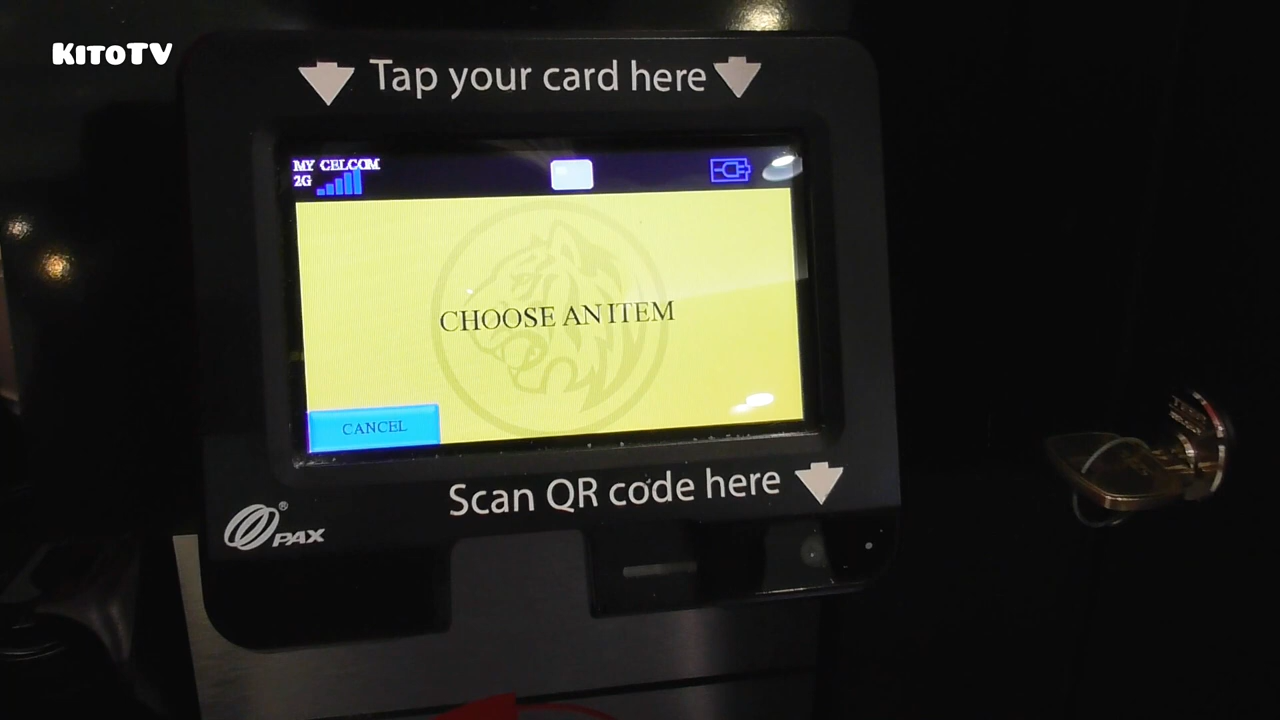 KITOTV
Tap your card here
MY CELCOM
2G
CHOOSE AN ITEM
CANCEL
Scan QR code here
PAX®